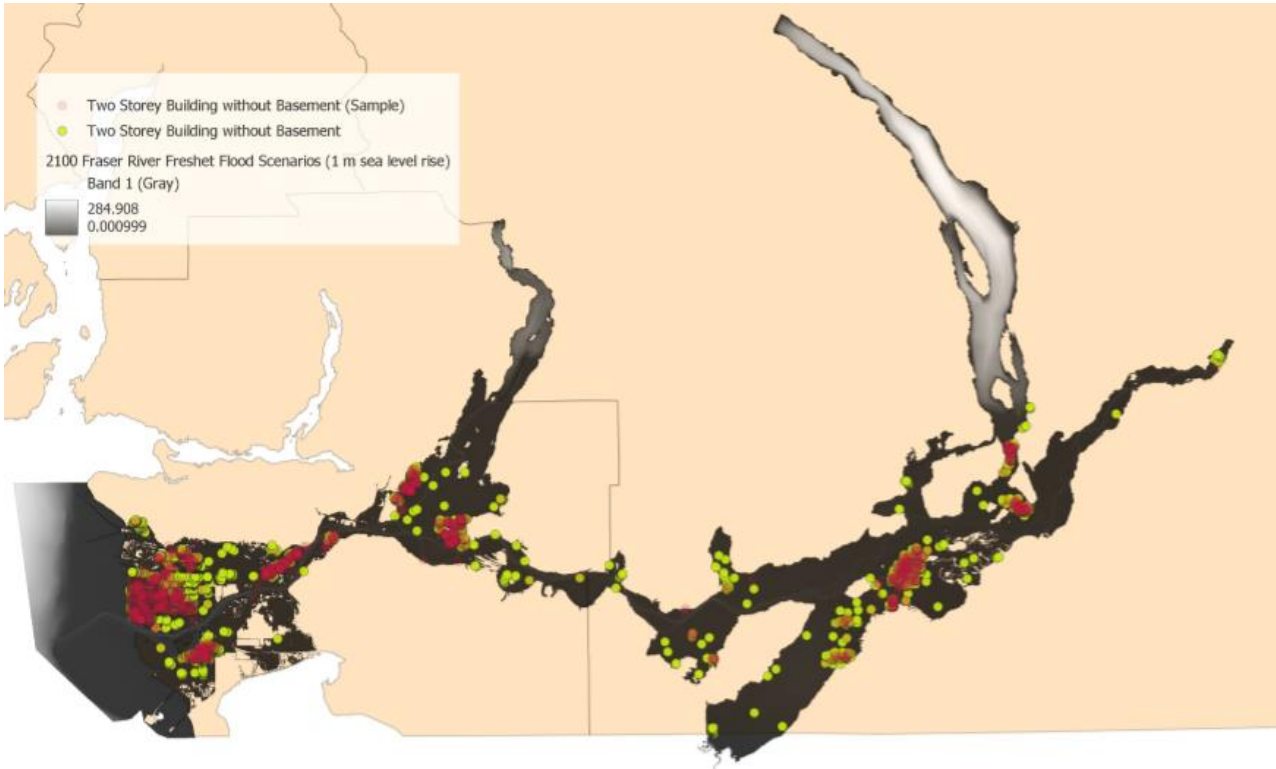 Two Storey Building without Basement (Sample)
Two Storey Building without Basement
2100 Fraser River Freshet Flood Scenarios (1 m sea level rise)
Band 1 (Gray)
284.908
0.000999